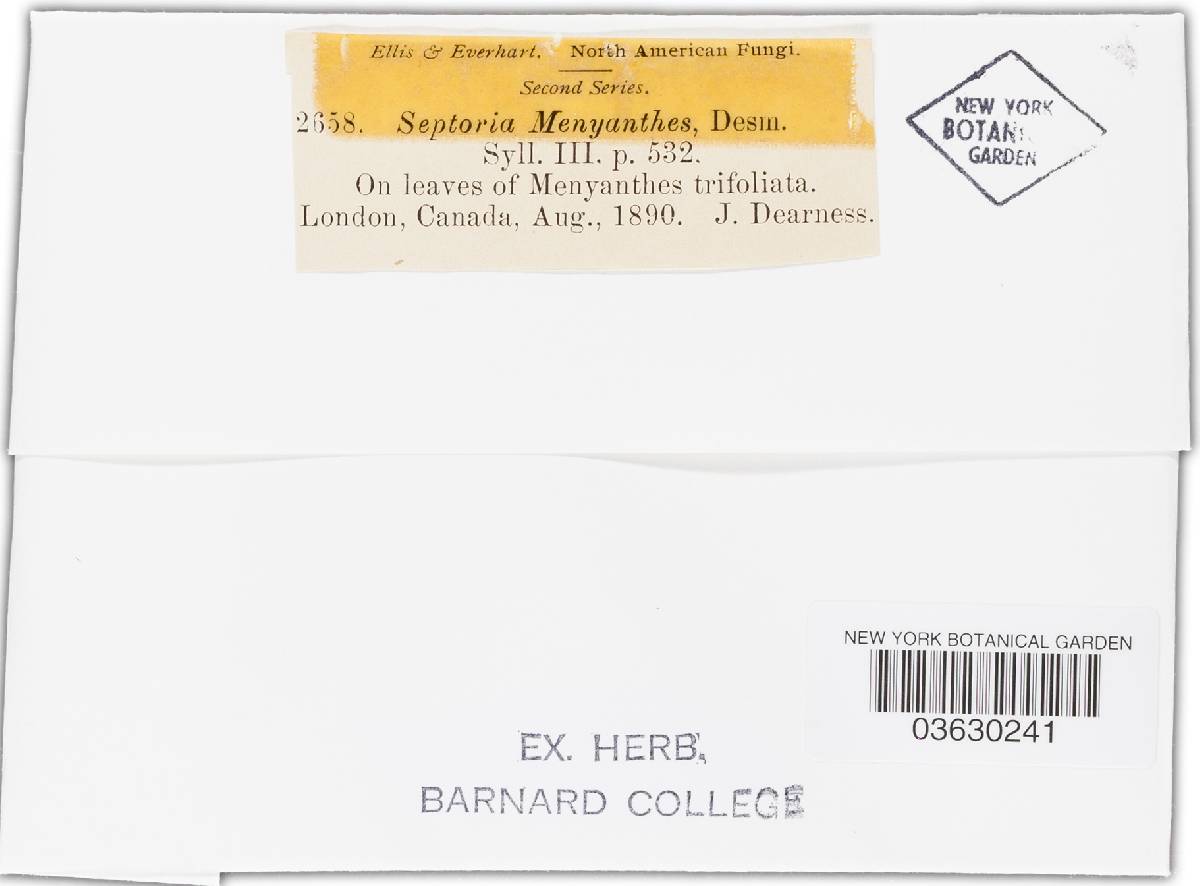 Ellis & Everhart. North American Fungi.
Second Series.
2658. Septoria Menyanthes, Desm.
Syll. III. p. 532.
On leaves of Menyanthes trifoliata.
London, Canada, Aug., 1890. J. Dearness.
NEW YORK
GARDEN
NEW YORK BOTANICAL GARDEN
03630241
EX. HERB.
BARNARD COLLEGE